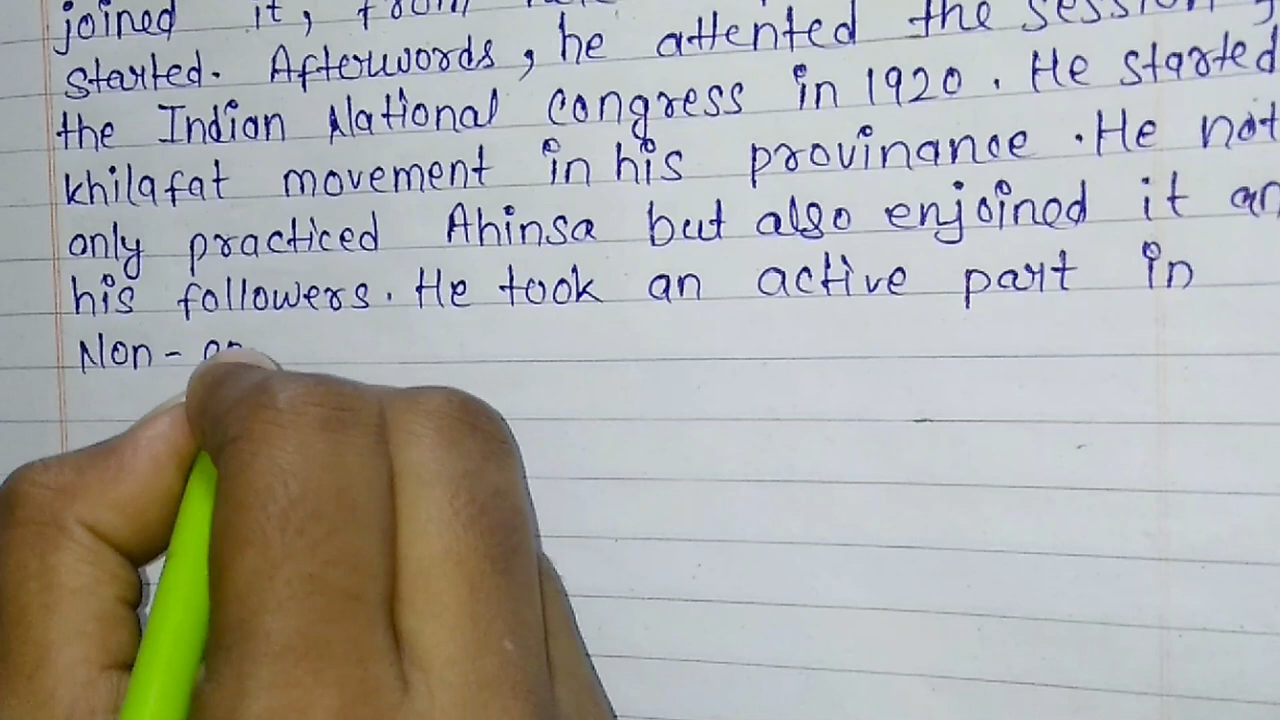 joined it,
started. Afterwords, he attented the
the Indian National congress in 1920. He started
khilafat movement in his provinance. He not
only practiced Ahinsa but also enjoined it
his followers. He took an active part in
Non-